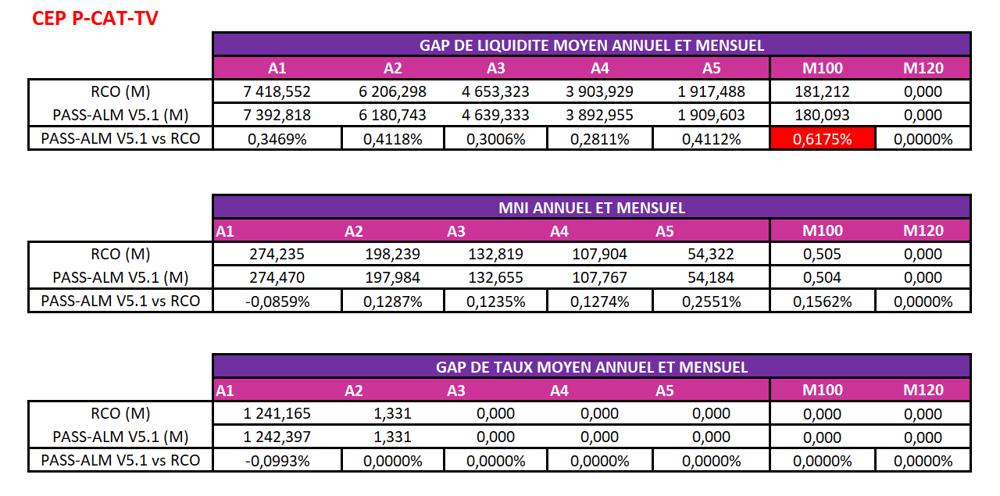 CEP P-CAT-TV
GAP DE LIQUIDITE MOYEN ANNUEL ET MENSUEL
A1 A2 A3 A4 A5 M100 M120
RCO (M) 7 418,552 6 206,298 4 653,323 3 903,929 1 917,488 181,212 0,000
PASS-ALM V5.1 (M) 7 392,818 6 180,743 4 639,333 3 892,955 1 909,603 180,093 0,000
PASS-ALM V5.1 vs RCO 0,3469% 0,4118% 0,3006% 0,2811% 0,4112% 0,6175% 0,0000%
MNI ANNUEL ET MENSUEL
A1 A2 A3 A4 A5 M100 M120
RCO (M) 274,235 198,239 132,819 107,904 54,322 0,505 0,000
PASS-ALM V5.1 (M) 274,470 197,984 132,655 107,767 54,184 0,504 0,000
PASS-ALM V5.1 vs RCO -0,0859% 0,1287% 0,1235% 0,1274% 0,2551% 0,1562% 0,0000%
GAP DE TAUX MOYEN ANNUEL ET MENSUEL
A1 A2 A3 A4 A5 M100 M120
RCO (M) 1 241,165 1,331 0,000 0,000 0,000 0,000 0,000
PASS-ALM V5.1 (M) 1 242,397 1,331 0,000 0,000 0,000 0,000 0,000
PASS-ALM V5.1 vs RCO -0,0993% 0,0000% 0,0000% 0,0000% 0,0000% 0,0000% 0,0000%